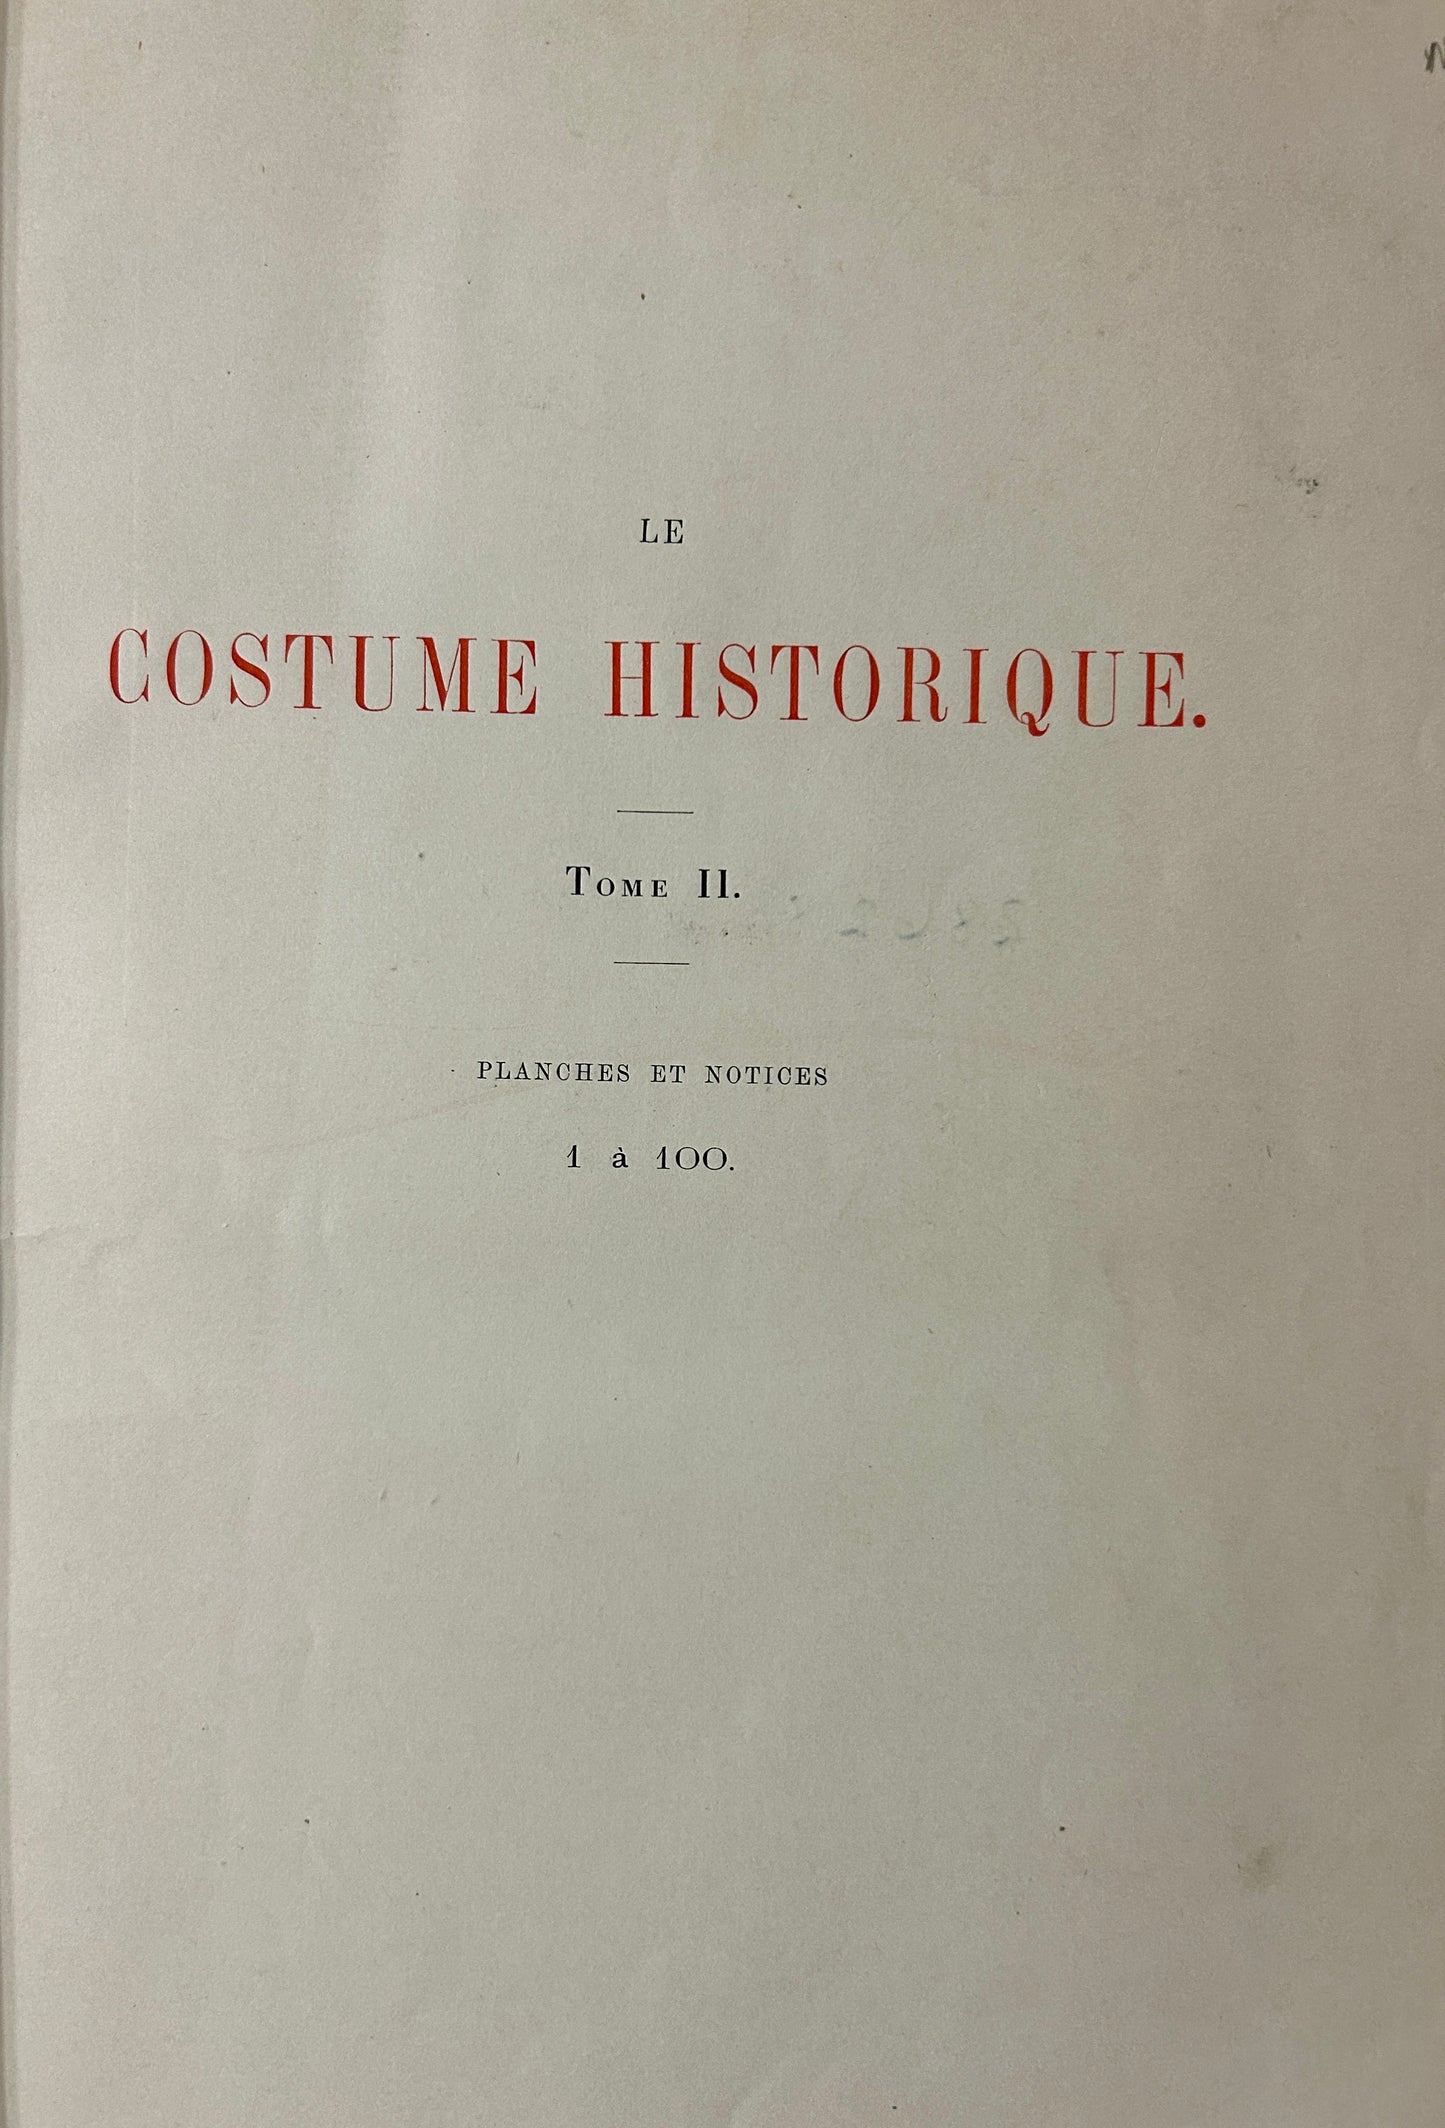 LE
COSTUME HISTORIQUE.
TOME II.
PLANCHES ET NOTICES
1 à 100.